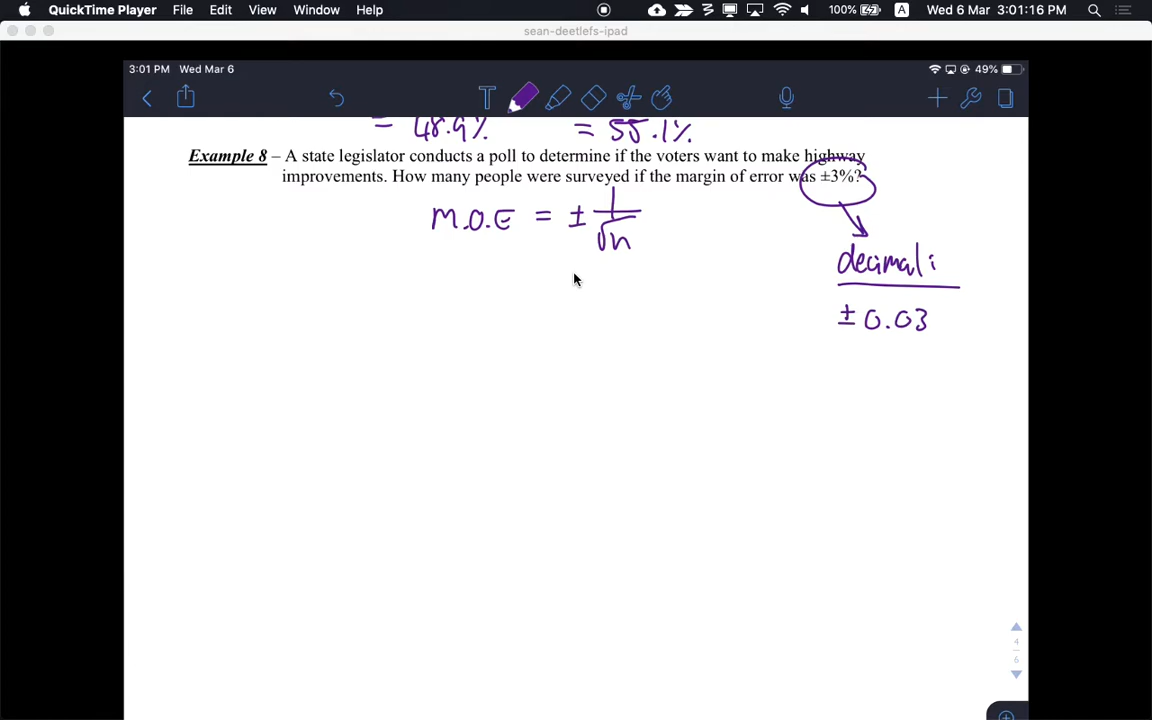 QuickTime Player File Edit View Window Help 100% A Wed 6 Mar 3:01:16 PM
sean-deetlefs-ipad
3:01 PM Wed Mar 6 49%
T
= 48.9% = 55.1%
Example 8 – A state legislator conducts a poll to determine if the voters want to make highway
improvements. How many people were surveyed if the margin of error was ±3%?
M.O.E = ± 1/√n
decimal:
± 0.03
4
6